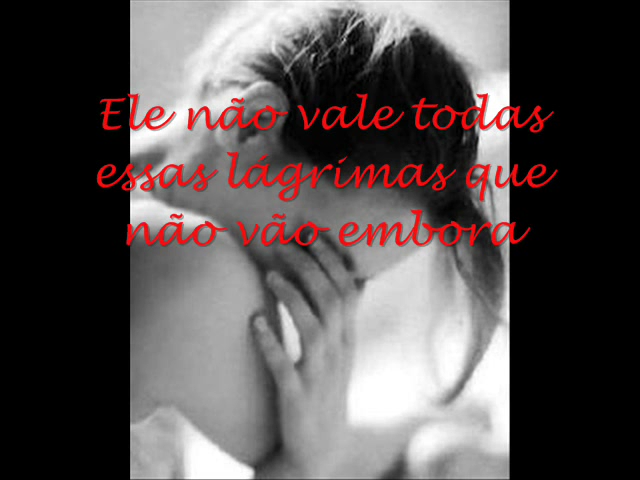 Ele não vale todas
essas lágrimas que
não vão embora